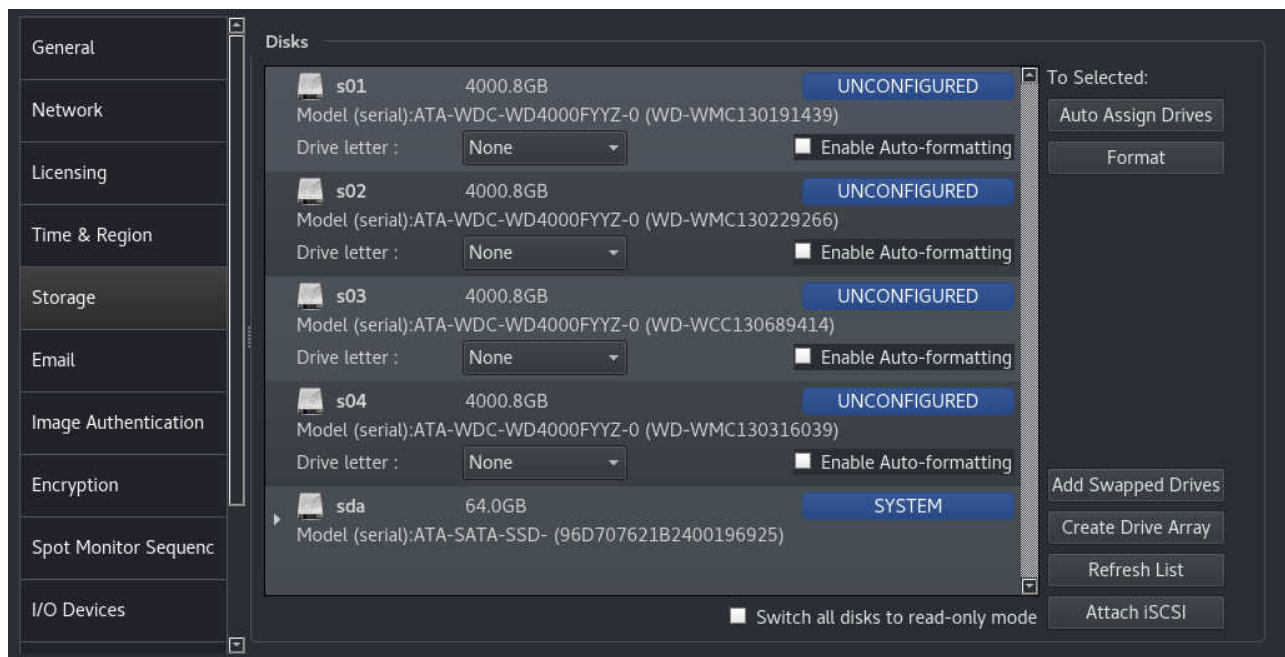 General
Network
Licensing
Time & Region
Storage
Email
Image Authentication
Encryption
Spot Monitor Sequenc
I/O Devices
Disks
s01 4000.8GB UNCONFIGURED
Model (serial):ATA-WDC-WD4000FYYZ-0 (WD-WMC130191439)
Drive letter : None Enable Auto-formatting
s02 4000.8GB UNCONFIGURED
Model (serial):ATA-WDC-WD4000FYYZ-0 (WD-WMC130229266)
Drive letter : None Enable Auto-formatting
s03 4000.8GB UNCONFIGURED
Model (serial):ATA-WDC-WD4000FYYZ-0 (WD-WCC130689414)
Drive letter : None Enable Auto-formatting
s04 4000.8GB UNCONFIGURED
Model (serial):ATA-WDC-WD4000FYYZ-0 (WD-WMC130316039)
Drive letter : None Enable Auto-formatting
sda 64.0GB SYSTEM
Model (serial):ATA-SATA-SSD- (96D707621B2400196925)
Switch all disks to read-only mode
To Selected:
Auto Assign Drives
Format
Add Swapped Drives
Create Drive Array
Refresh List
Attach iSCSI